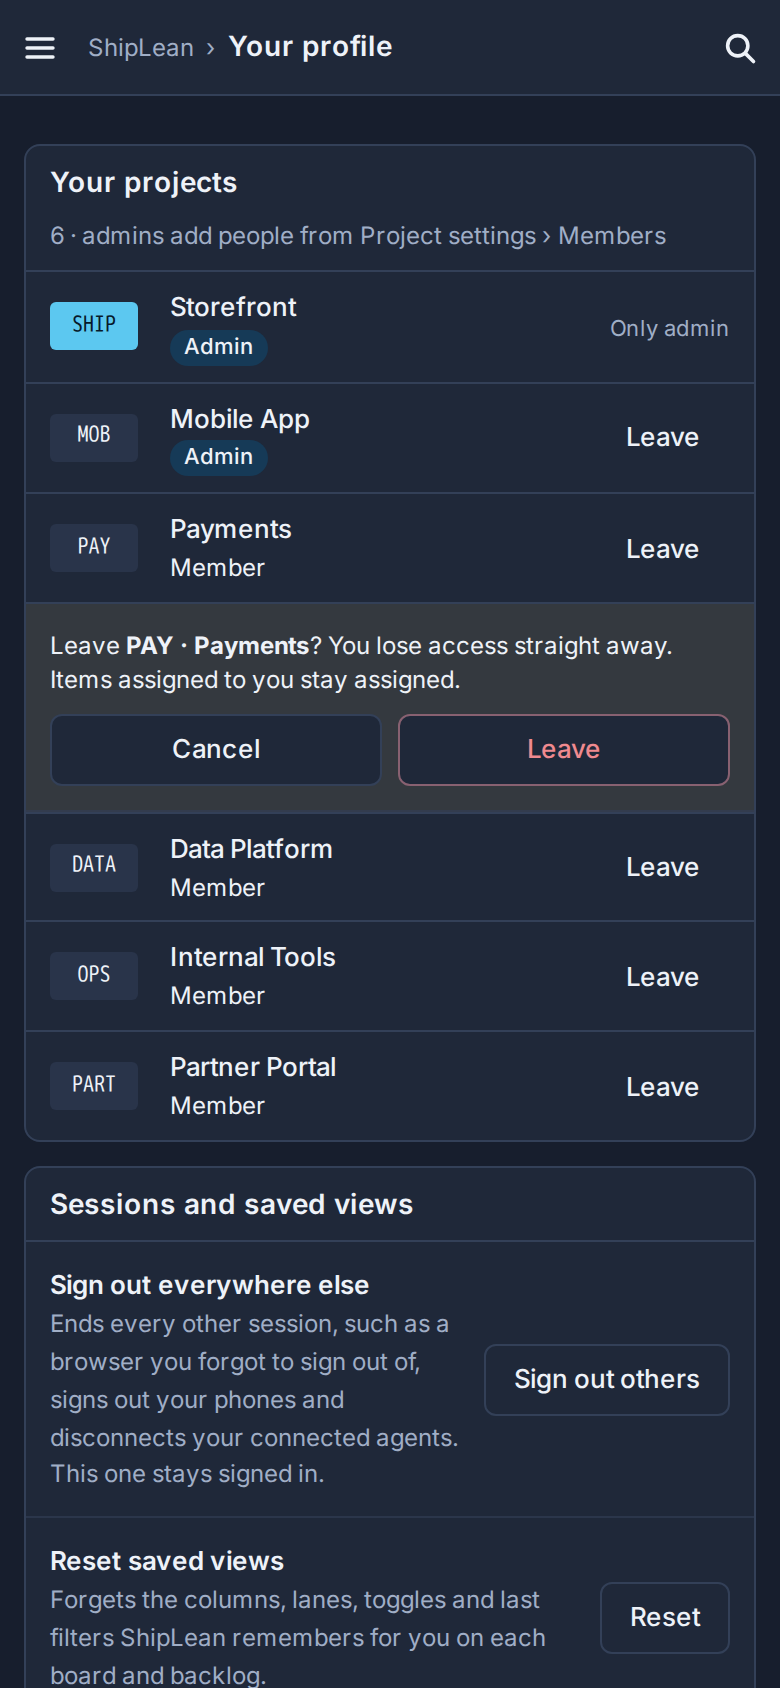 ShipLean › Your profile
Your projects
6 · admins add people from Project settings › Members
SHIP
Storefront
Admin
Only admin
MOB
Mobile App
Admin
Leave
PAY
Payments
Member
Leave
Leave PAY · Payments? You lose access straight away.
Items assigned to you stay assigned.
Cancel
Leave
DATA
Data Platform
Member
Leave
OPS
Internal Tools
Member
Leave
PART
Partner Portal
Member
Leave
Sessions and saved views
Sign out everywhere else
Ends every other session, such as a
browser you forgot to sign out of,
signs out your phones and
disconnects your connected agents.
This one stays signed in.
Sign out others
Reset saved views
Forgets the columns, lanes, toggles and last
filters ShipLean remembers for you on each
board and backlog.
Reset